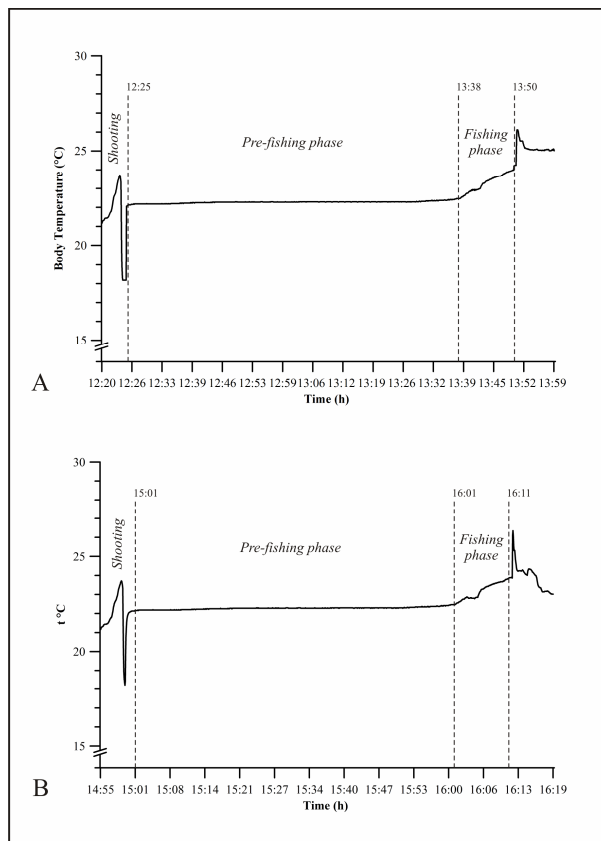 30
12:25
13:38
13:50
Shooting
Pre-fishing phase
Fishing
phase
25
Body Temperature (°C)
20
15
A
12:20 12:26 12:33 12:39 12:46 12:53 12:59 13:06 13:12 13:19 13:26 13:32 13:39 13:45 13:52 13:59
Time (h)
30
15:01
16:01
16:11
Shooting
Pre-fishing phase
Fishing
phase
25
t °C
20
15
B
14:55 15:01 15:08 15:14 15:21 15:27 15:34 15:40 15:47 15:53 16:00 16:06 16:13 16:19
Time (h)